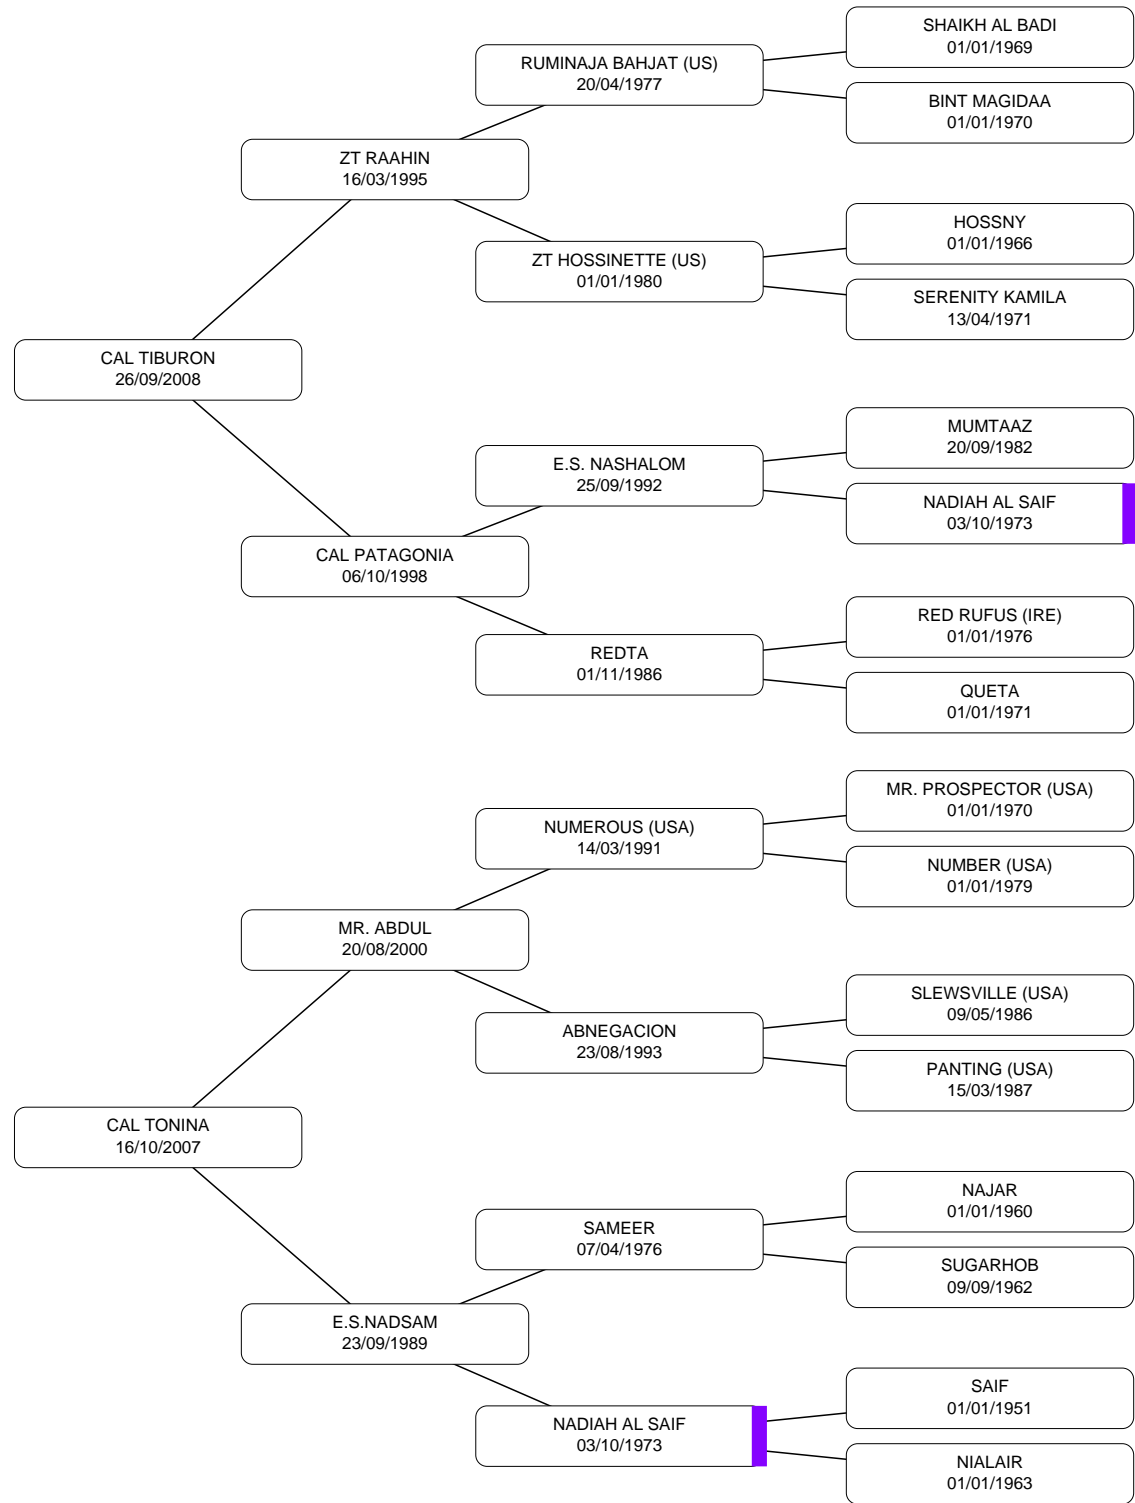 SHAIKH AL BADI
01/01/1969
RUMINAJA BAHJAT (US)
20/04/1977
BINT MAGIDAA
01/01/1970
ZT RAAHIN
16/03/1995
HOSSNY
01/01/1966
ZT HOSSINETTE (US)
01/01/1980
SERENITY KAMILA
13/04/1971
CAL TIBURON
26/09/2008
MUMTAAZ
20/09/1982
E.S. NASHALOM
25/09/1992
NADIAH AL SAIF
03/10/1973
CAL PATAGONIA
06/10/1998
RED RUFUS (IRE)
01/01/1976
REDTA
01/11/1986
QUETA
01/01/1971
MR. PROSPECTOR (USA)
01/01/1970
NUMEROUS (USA)
14/03/1991
NUMBER (USA)
01/01/1979
MR. ABDUL
20/08/2000
SLEWSVILLE (USA)
09/05/1986
ABNEGACION
23/08/1993
PANTING (USA)
15/03/1987
CAL TONINA
16/10/2007
NAJAR
01/01/1960
SAMEER
07/04/1976
SUGARHOB
09/09/1962
E.S.NADSAM
23/09/1989
SAIF
01/01/1951
NADIAH AL SAIF
03/10/1973
NIALAIR
01/01/1963